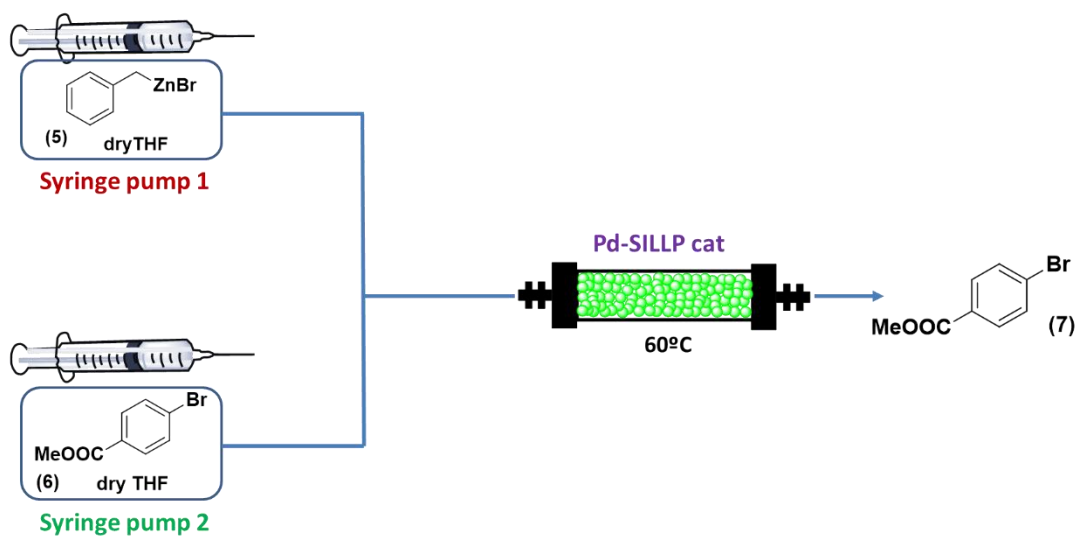 ZnBr
(5)
dryTHF
Syringe pump 1
Br
MeOOC
(6)
dry THF
Syringe pump 2
Pd-SILLP cat
60ºC
Br
MeOOC
(7)